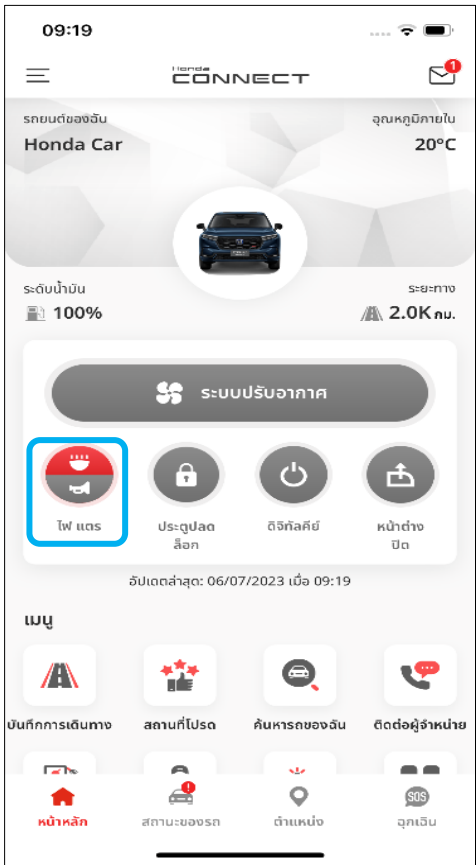 09:19
Honda
CONNECT
1
รถยนต์ของฉัน
อุณหภูมิภายใน
Honda Car
20°C
ระดับน้ำมัน
ระยะทาง
100%
2.0K กม.
ระบบปรับอากาศ
ไฟ แตร
ประตูปลด
ล็อก
ดิจิทัลคีย์
หน้าต่าง
ปิด
อัปเดตล่าสุด: 06/07/2023 เมื่อ 09:19
เมนู
บันทึกการเดินทาง
สถานที่โปรด
ค้นหารถของฉัน
ติดต่อผู้จำหน่าย
หน้าหลัก
สถานะของรถ
ตำแหน่ง
SOS
ฉุกเฉิน